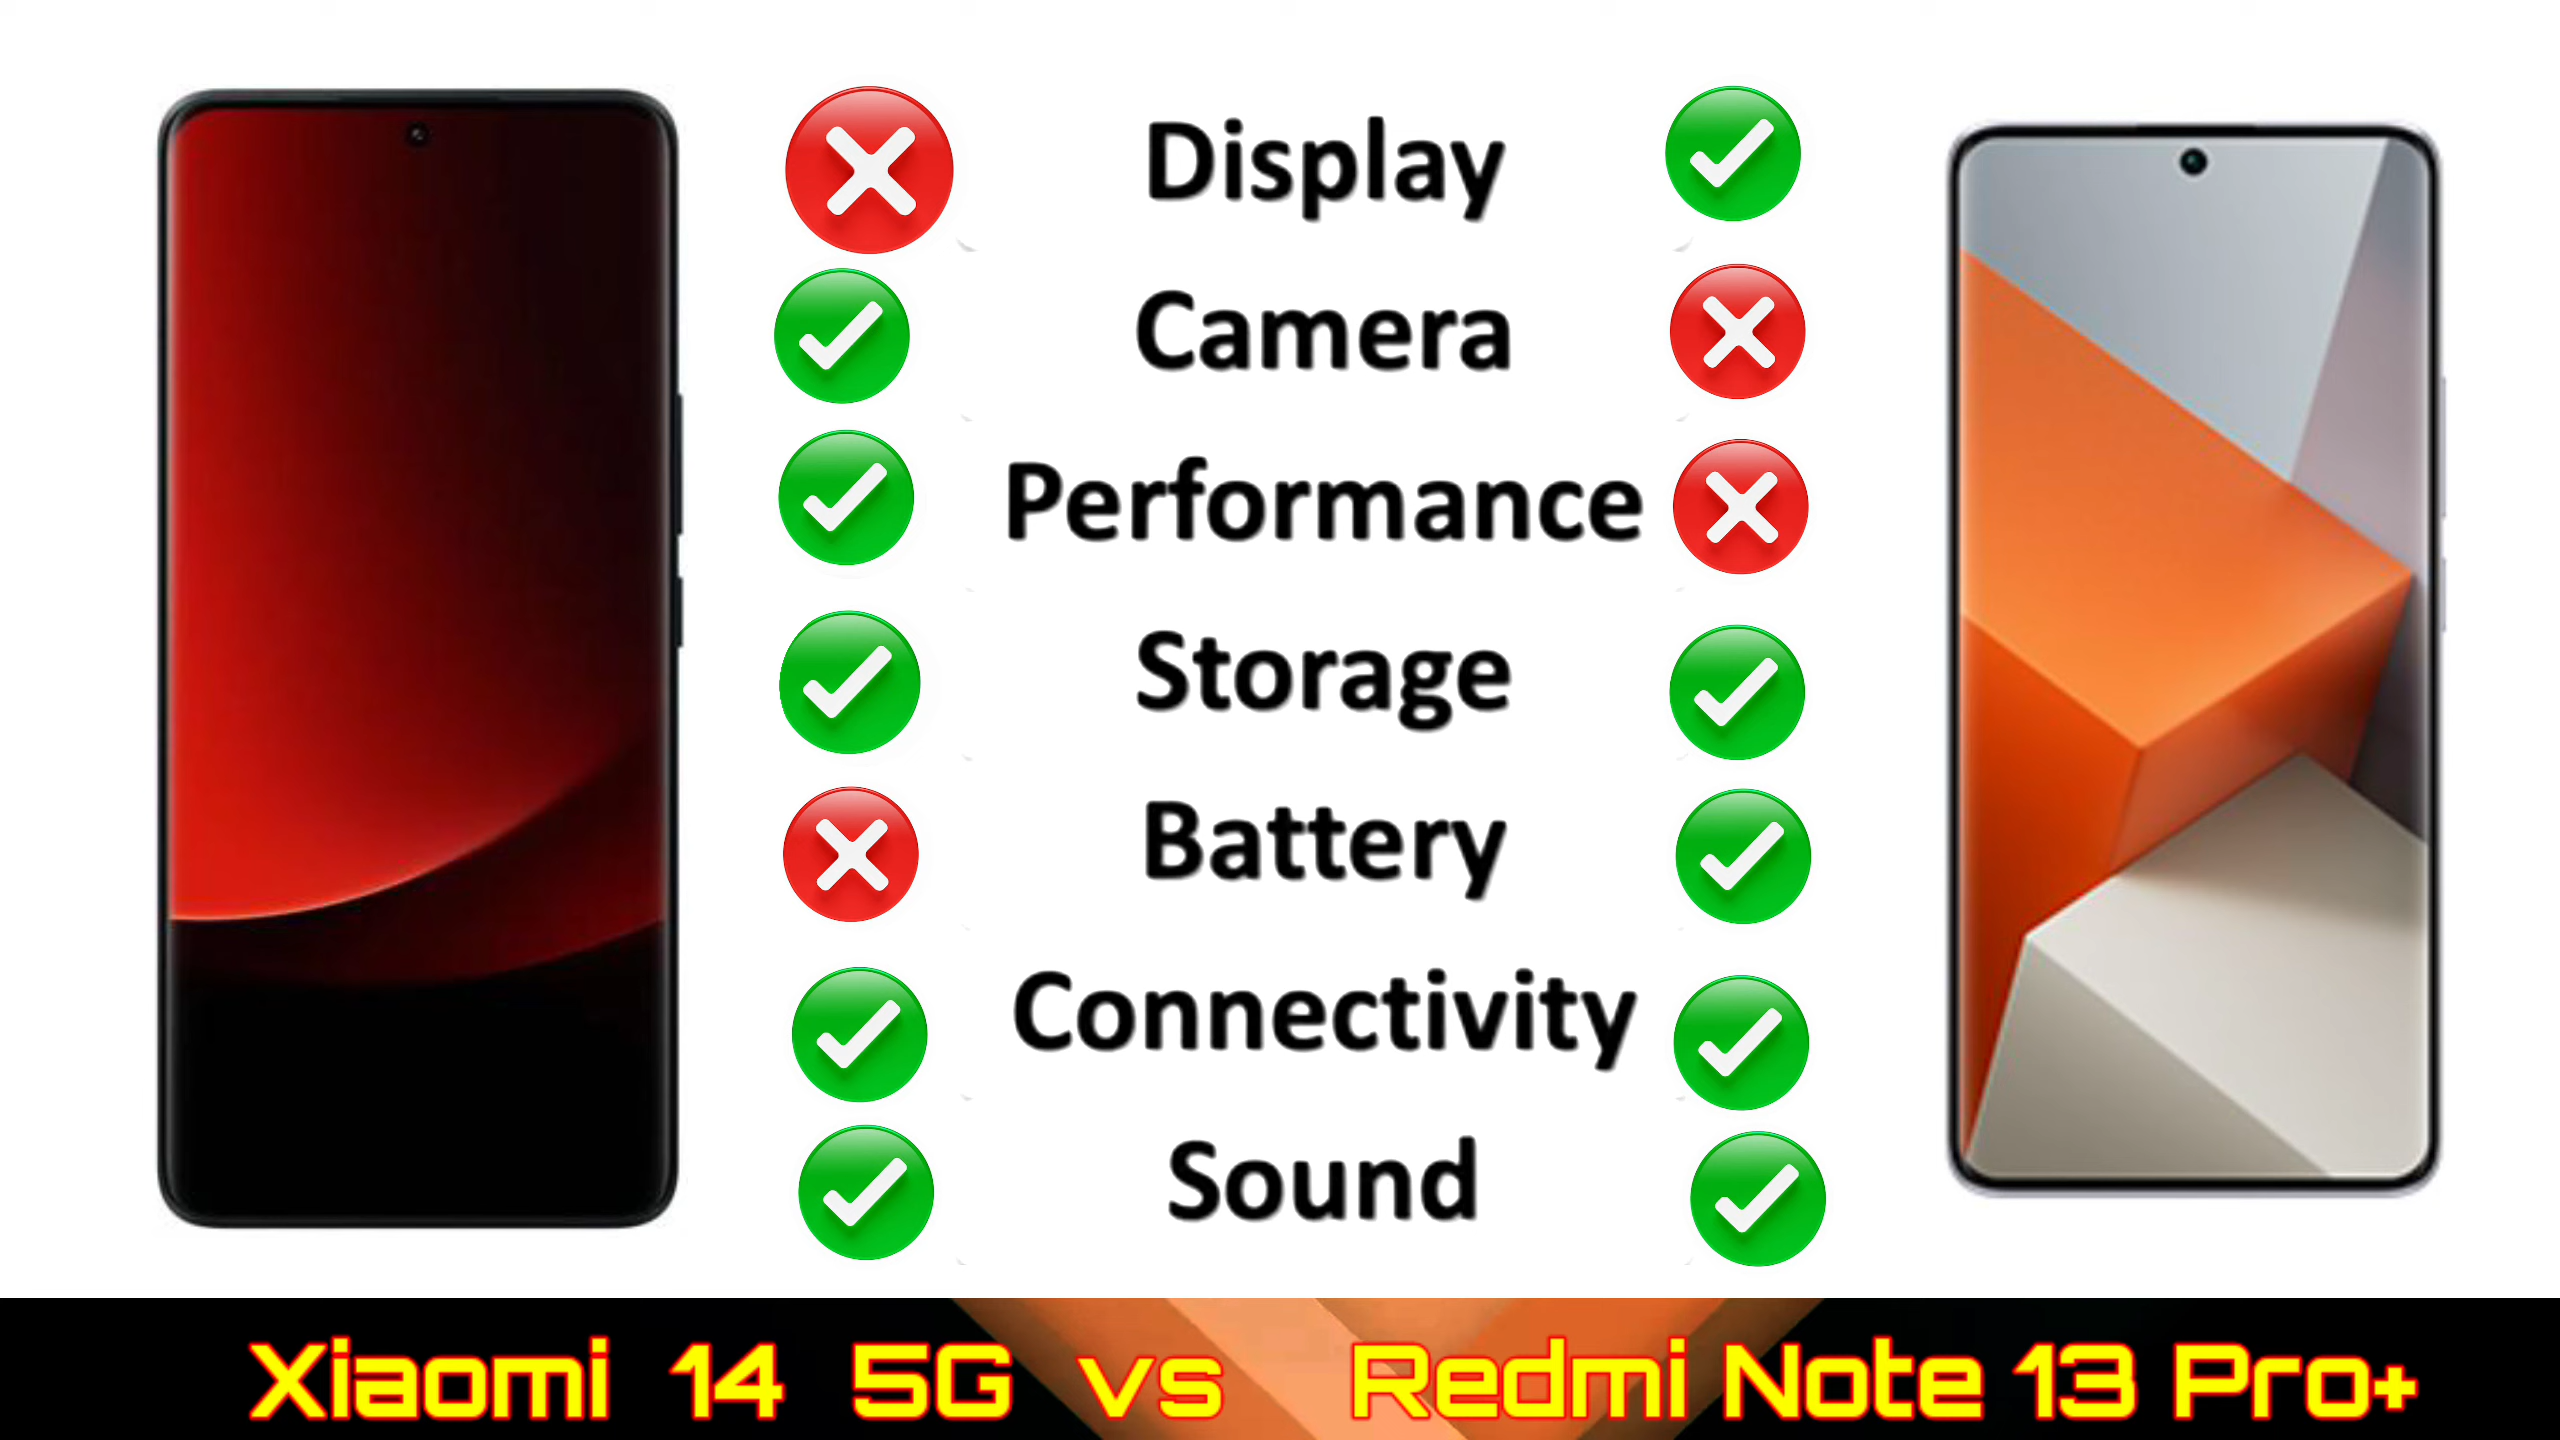 Display
Camera
Performance
Storage
Battery
Connectivity
Sound
Xiaomi 14 5G vs Redmi Note 13 Pro+